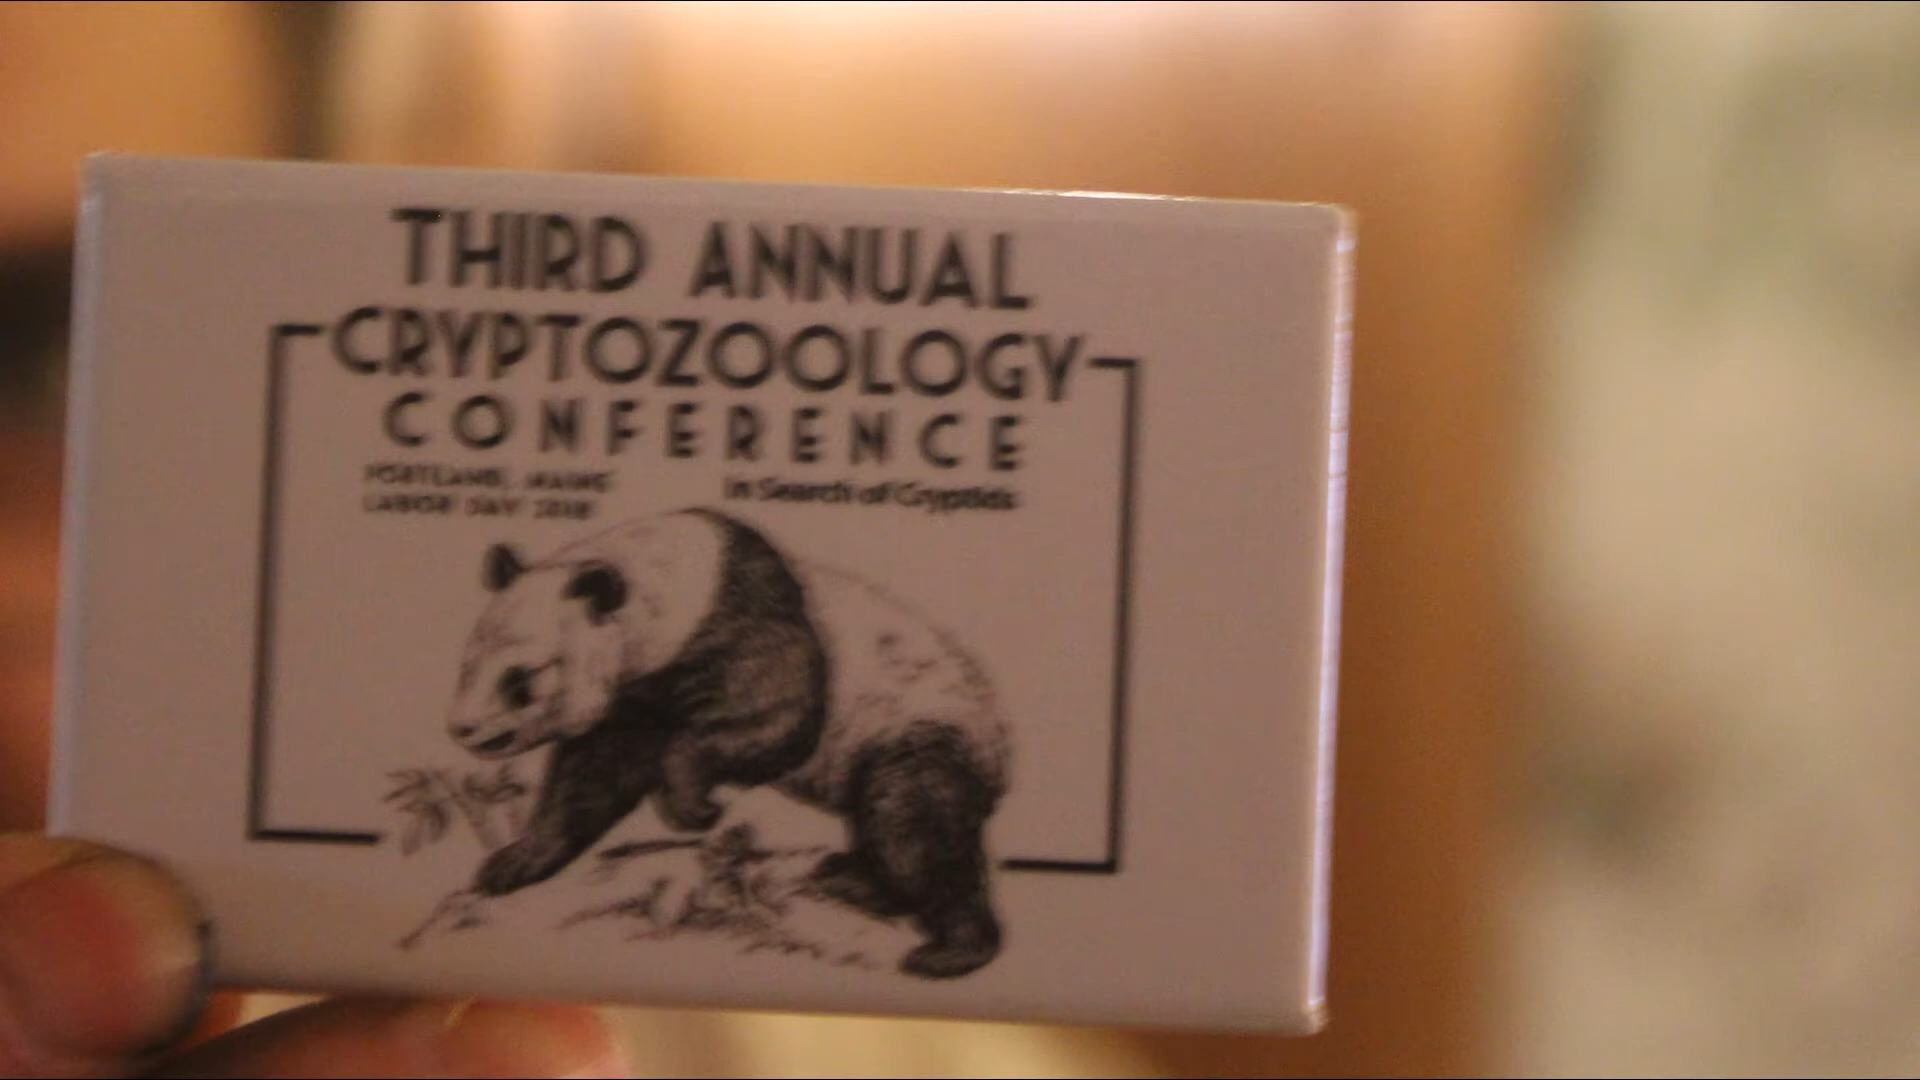 THIRD ANNUAL
CRYPTOZOOLOGY
CONFERENCE
PORTLAND, MAINE
LABOR DAY 2018
In Search of Cryptids